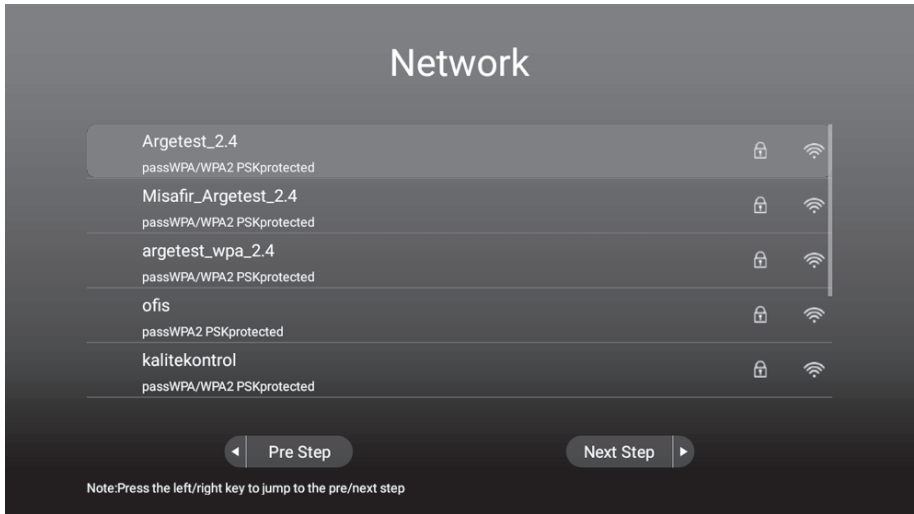 Network
Argetest_2.4
passWPA/WPA2 PSKprotected
Misafir_Argetest_2.4
passWPA/WPA2 PSKprotected
argetest_wpa_2.4
passWPA/WPA2 PSKprotected
ofis
passWPA2 PSKprotected
kalitekontrol
passWPA/WPA2 PSKprotected
Pre Step
Next Step
Note:Press the left/right key to jump to the pre/next step